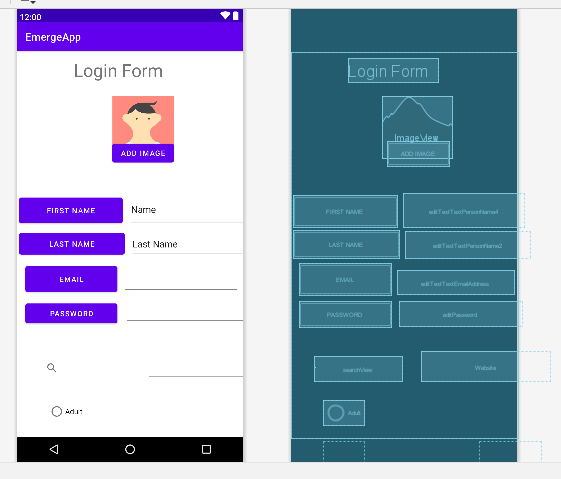 12:00
EmergeApp
Login Form
ADD IMAGE
FIRST NAME
Name
LAST NAME
Last Name
EMAIL
PASSWORD
Adult
Login Form
ImageView
ADD IMAGE
FIRST NAME
editTextTextPersonName4
LAST NAME
editTextTextPersonName2
EMAIL
editTextTextEmailAddress
PASSWORD
editPassword
searchView
Website
Adult